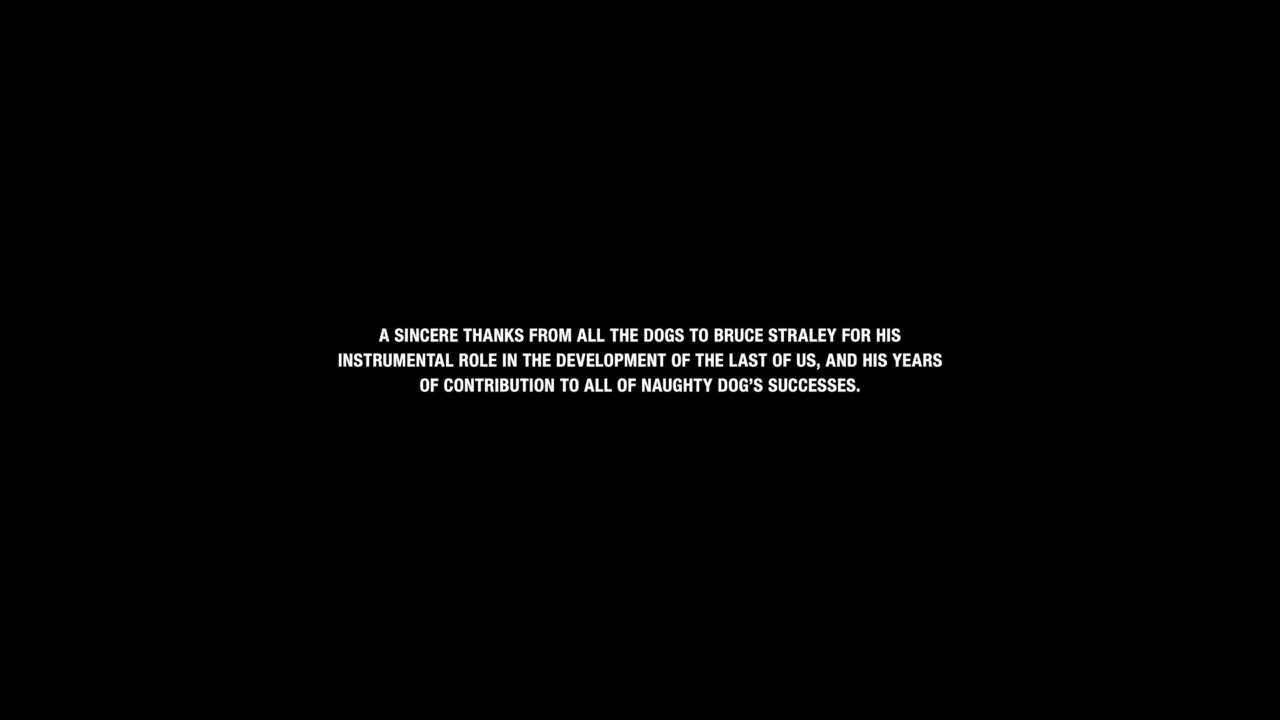 A SINCERE THANKS FROM ALL THE DOGS TO BRUCE STRALEY FOR HIS
INSTRUMENTAL ROLE IN THE DEVELOPMENT OF THE LAST OF US, AND HIS YEARS
OF CONTRIBUTION TO ALL OF NAUGHTY DOG’S SUCCESSES.